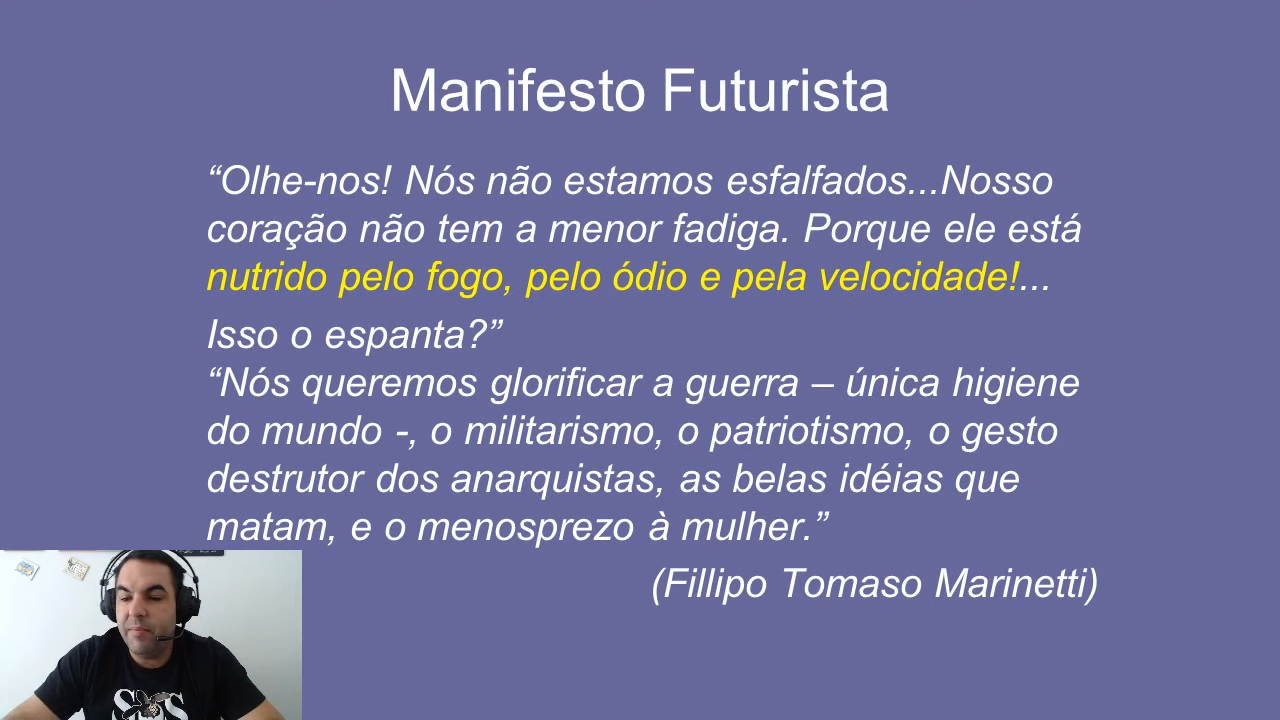 Manifesto Futurista
“Olhe-nos! Nós não estamos esfalfados...Nosso
coração não tem a menor fadiga. Porque ele está
nutrido pelo fogo, pelo ódio e pela velocidade!...
Isso o espanta?”
“Nós queremos glorificar a guerra – única higiene
do mundo -, o militarismo, o patriotismo, o gesto
destrutor dos anarquistas, as belas idéias que
matam, e o menosprezo à mulher.”
(Fillipo Tomaso Marinetti)